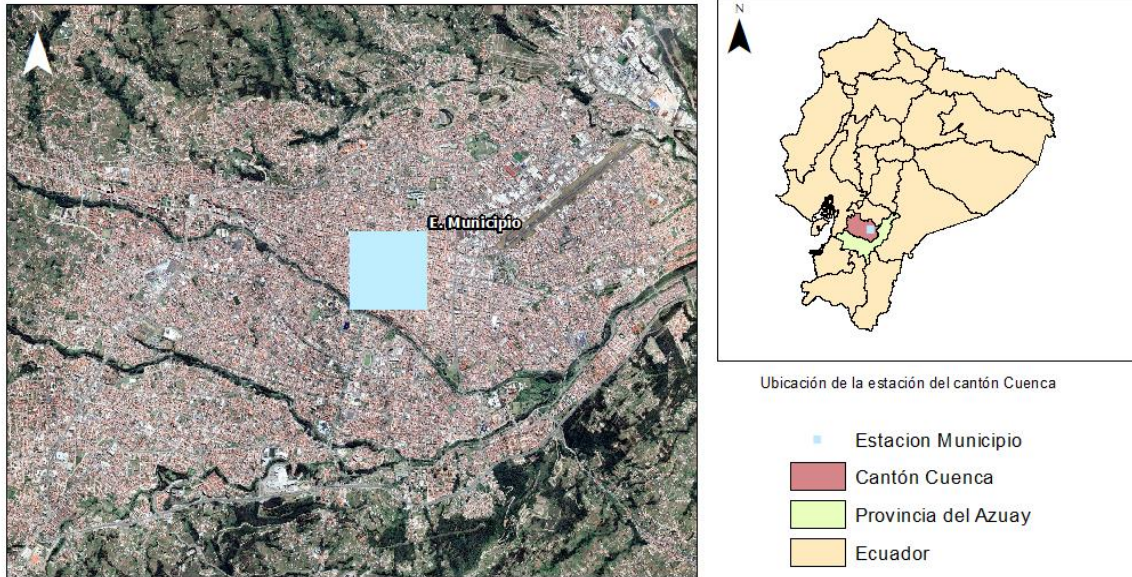 E. Municipio
N
Ubicación de la estación del cantón Cuenca
Estacion Municipio
Cantón Cuenca
Provincia del Azuay
Ecuador